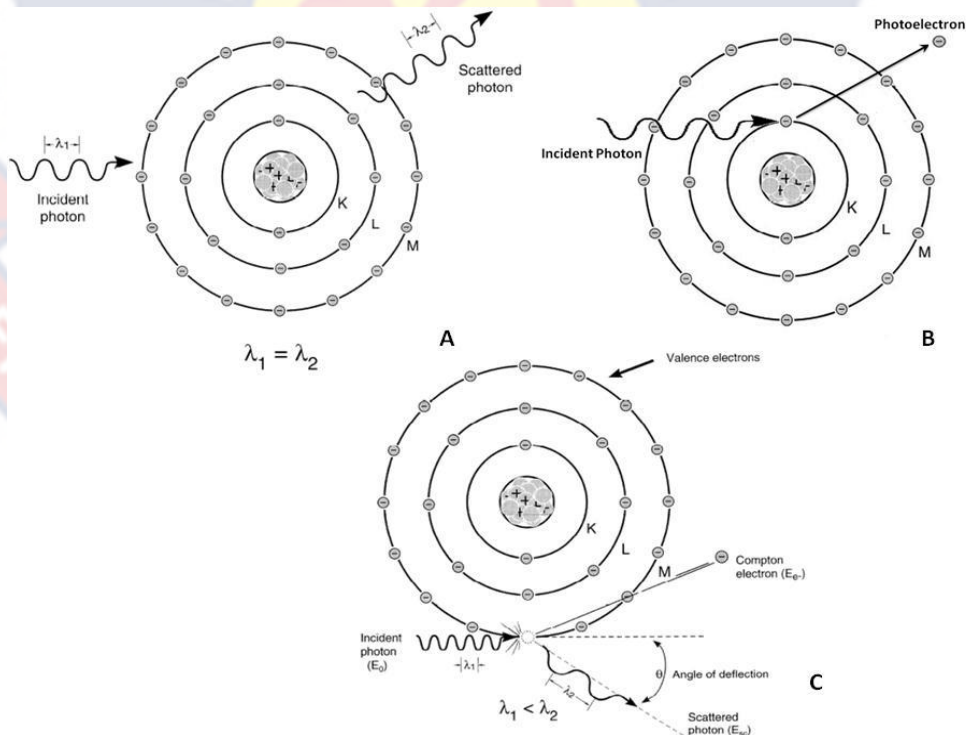 λ2
Scattered
photon
λ1
Incident
photon
K
L
M
λ1 = λ2
A
Photoelectron
Incident Photon
K
L
M
B
Valence electrons
K
L
M
Compton
electron (Ee-)
Incident
photon
(E0)
λ1
θ
Angle of deflection
λ2
λ1 < λ2
C
Scattered
photon (Esc)